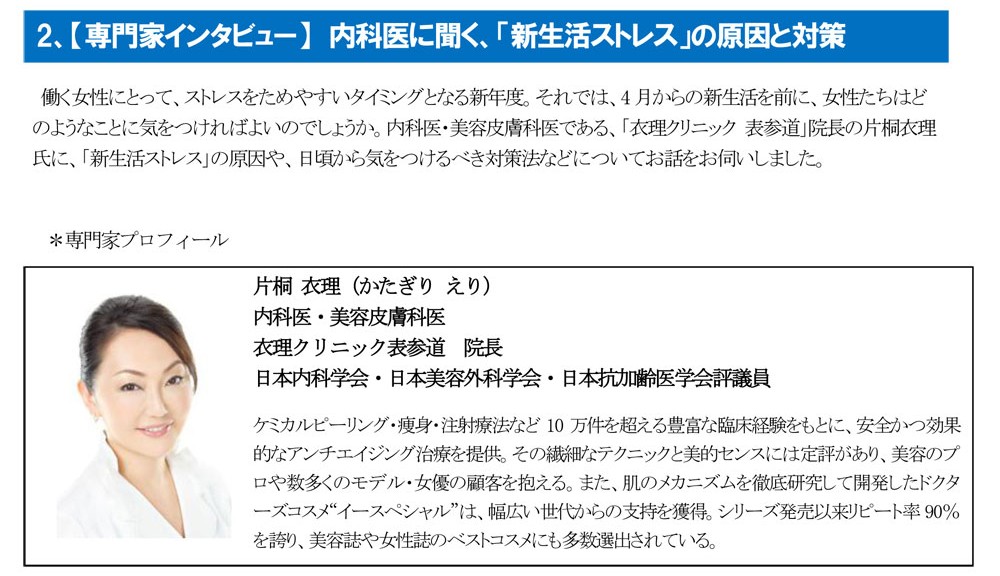 2、【専門家インタビュー】 内科医に聞く、「新生活ストレス」の原因と対策
働く女性にとって、ストレスをためやすいタイミングとなる新年度。それでは、4月からの新生活を前に、女性たちはど
のようなことに気をつければよいのでしょうか。内科医・美容皮膚科医である、「衣理クリニック 表参道」院長の片桐衣理
氏に、「新生活ストレス」の原因や、日頃から気をつけるべき対策法などについてお話をお伺いしました。
＊専門家プロフィール
片桐 衣理（かたぎり えり）
内科医・美容皮膚科医
衣理クリニック表参道　院長
日本内科学会・日本美容外科学会・日本抗加齢医学会評議員
ケミカルピーリング・痩身・注射療法など 10 万件を超える豊富な臨床経験をもとに、安全かつ効果
的なアンチエイジング治療を提供。その繊細なテクニックと美的センスには定評があり、美容のプ
ロや数多くのモデル・女優の顧客を抱える。また、肌のメカニズムを徹底研究して開発したドクタ
ーズコスメ“イースペシャル”は、幅広い世代からの支持を獲得。シリーズ発売以来リピート率 90％
を誇り、美容誌や女性誌のベストコスメにも多数選出されている。